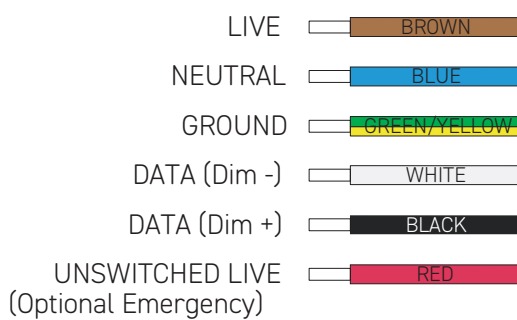 LIVE BROWN
NEUTRAL BLUE
GROUND GREEN/YELLOW
DATA (Dim -) WHITE
DATA (Dim +) BLACK
UNSWITCHED LIVE RED
(Optional Emergency)